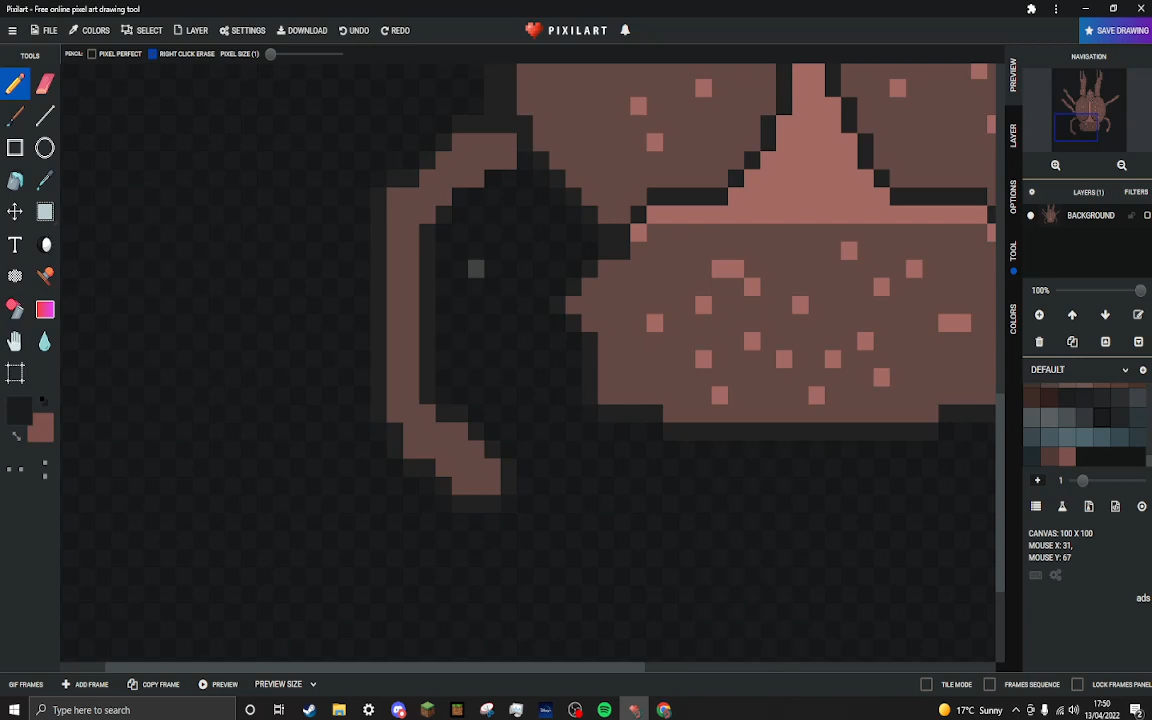 Pixilart - Free online pixel art drawing tool
FILE COLORS SELECT LAYER SETTINGS DOWNLOAD UNDO REDO PIXILART SAVE DRAWING
TOOLS PENCIL: PIXEL PERFECT RIGHT CLICK ERASE PIXEL SIZE (1)
NAVIGATION
PREVIEW
LAYER
OPTIONS
TOOL
COLORS
LAYERS (1) FILTERS
BACKGROUND
100%
DEFAULT
1
CANVAS: 100 X 100
MOUSE X: 31,
MOUSE Y: 67
ads
GIF FRAMES ADD FRAME COPY FRAME PREVIEW PREVIEW SIZE TILE MODE FRAMES SEQUENCE LOCK FRAMES PANEL
Type here to search 17°C Sunny 17:50
13/04/2022